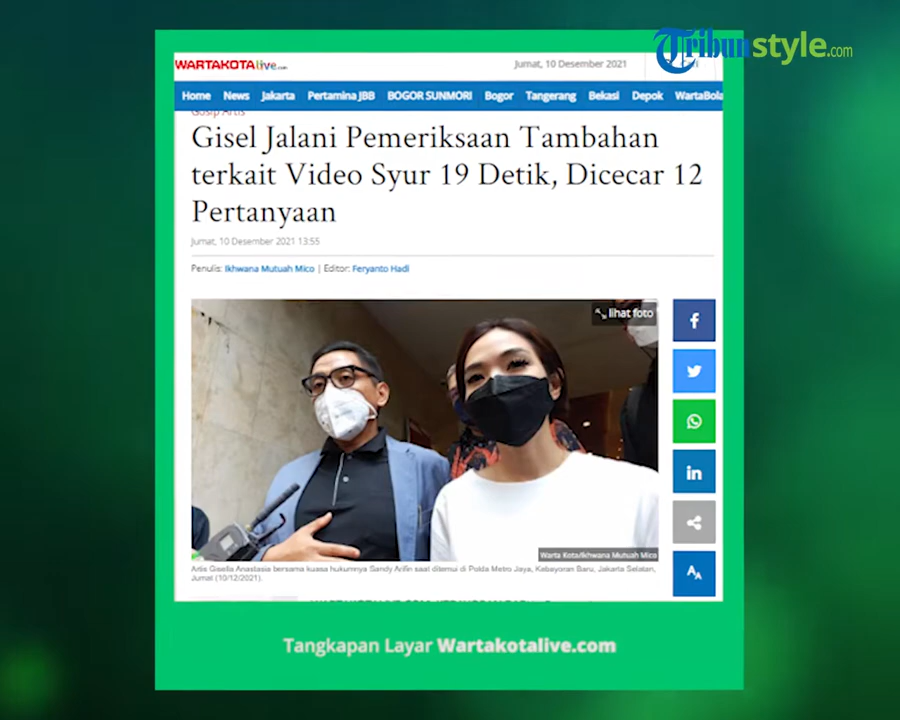 Tribunstyle.com
WARTAKOTAlive.com
Jumat, 10 Desember 2021
Home News Jakarta Pertamina JBB BOGOR SUNMORI Bogor Tangerang Bekasi Depok WartaBola
Gosip Artis
Gisel Jalani Pemeriksaan Tambahan
terkait Video Syur 19 Detik, Dicecar 12
Pertanyaan
Jumat, 10 Desember 2021 13:55
Penulis: Ikhwana Mutuah Mico | Editor: Feryanto Hadi
lihat foto
Warta Kota/Ikhwana Mutuah Mico
Artis Gisella Anastasia bersama kuasa hukumnya Sandy Arifin saat ditemui di Polda Metro Jaya, Kebayoran Baru, Jakarta Selatan,
Jumat (10/12/2021).
Tangkapan Layar Wartakotalive.com